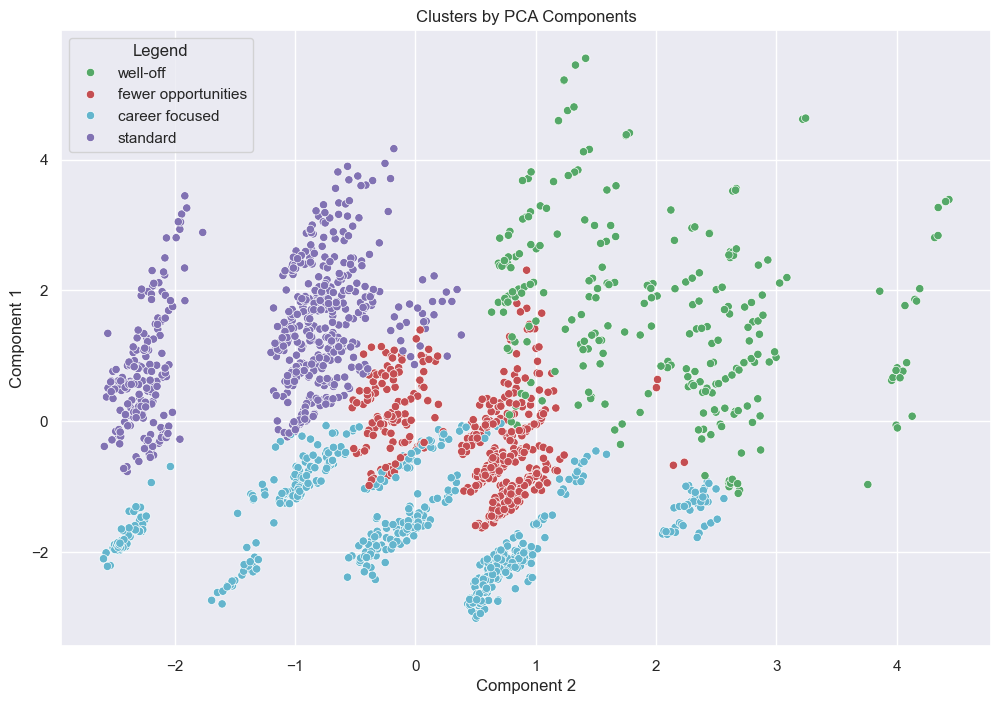 Clusters by PCA Components
Legend
well-off
fewer opportunities
career focused
standard
Component 1
4
2
0
−2
−2
−1
0
1
2
3
4
Component 2